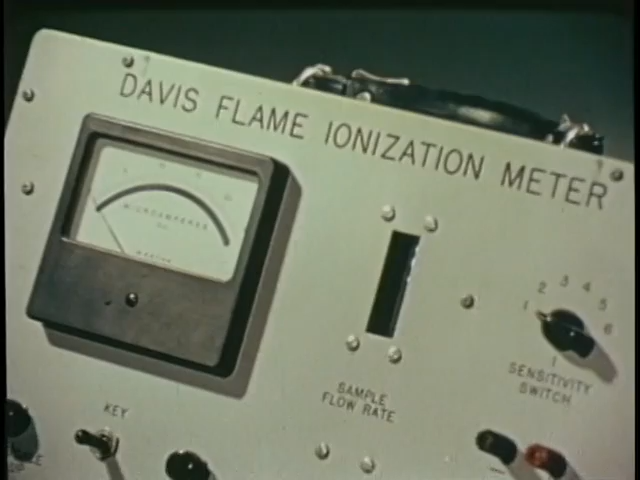 DAVIS FLAME IONIZATION METER
MICROAMPERES
1 2 3 4 5 6
SENSITIVITY
SWITCH
SAMPLE
FLOW RATE
KEY